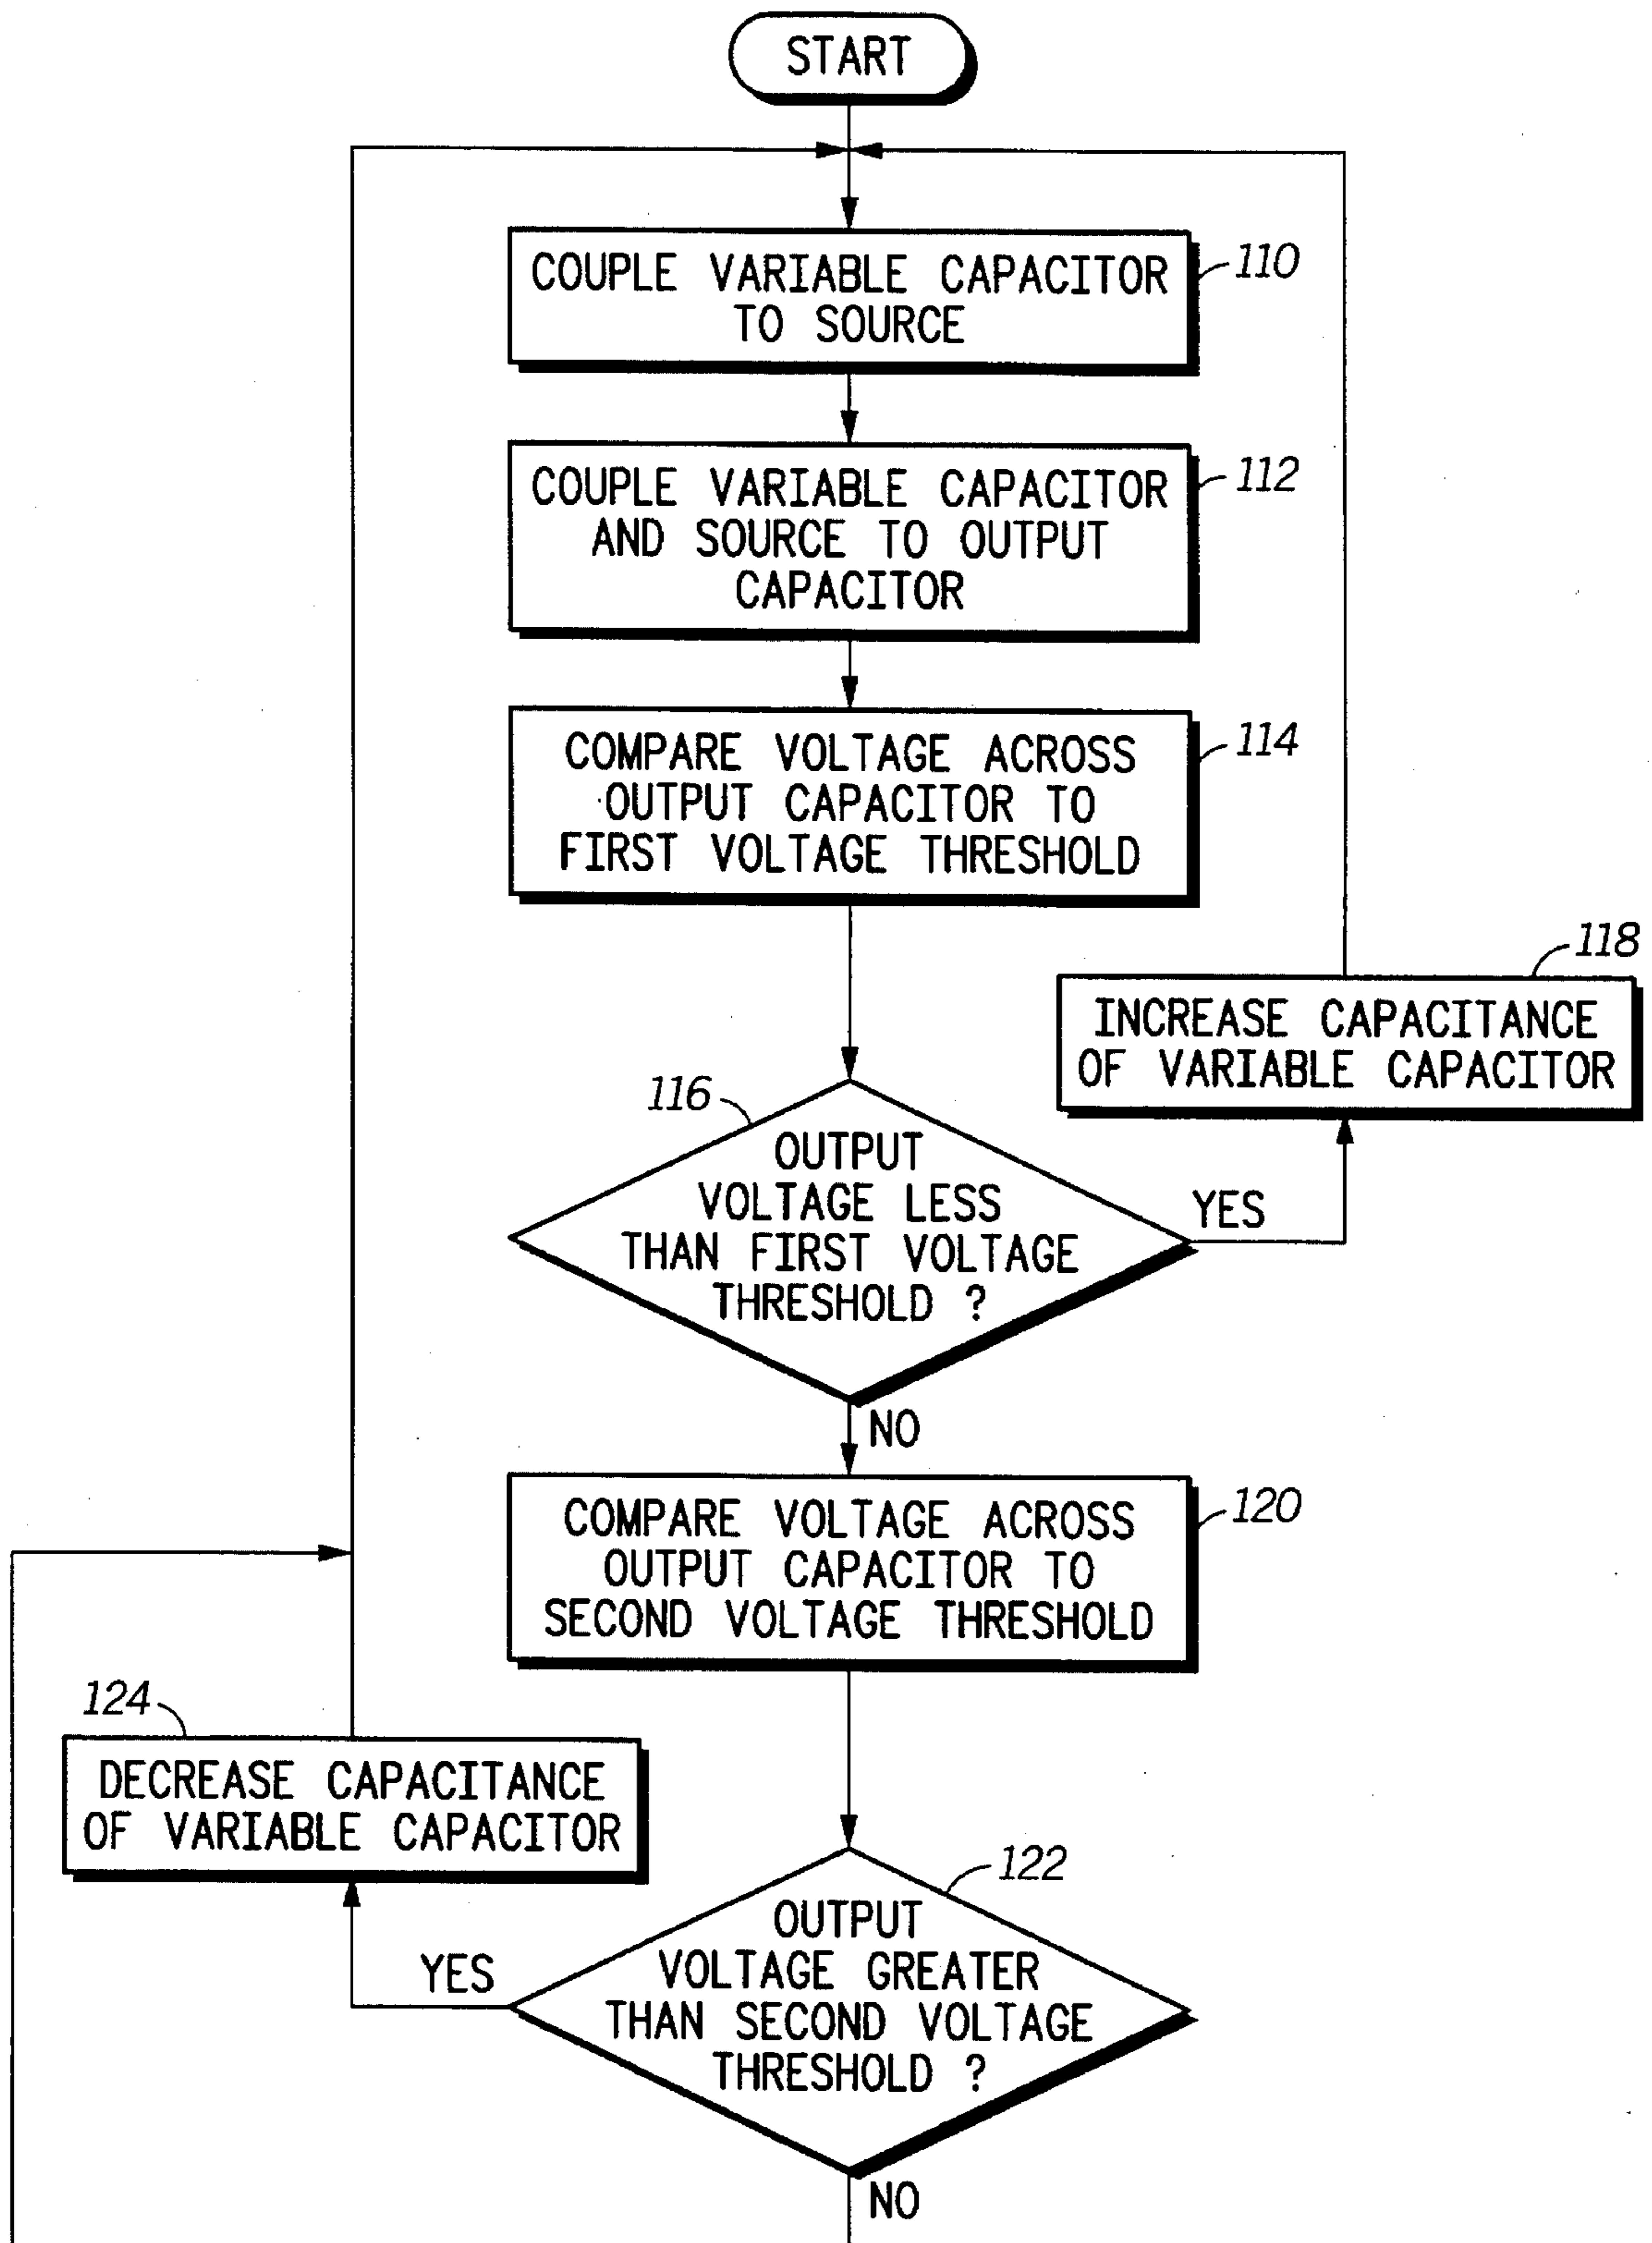 START
COUPLE VARIABLE CAPACITOR
TO SOURCE
110
COUPLE VARIABLE CAPACITOR
AND SOURCE TO OUTPUT
CAPACITOR
112
COMPARE VOLTAGE ACROSS
OUTPUT CAPACITOR TO
FIRST VOLTAGE THRESHOLD
114
118
INCREASE CAPACITANCE
OF VARIABLE CAPACITOR
116
OUTPUT
VOLTAGE LESS
THAN FIRST VOLTAGE
THRESHOLD ?
YES
NO
COMPARE VOLTAGE ACROSS
OUTPUT CAPACITOR TO
SECOND VOLTAGE THRESHOLD
120
124
DECREASE CAPACITANCE
OF VARIABLE CAPACITOR
122
OUTPUT
VOLTAGE GREATER
THAN SECOND VOLTAGE
THRESHOLD ?
YES
NO